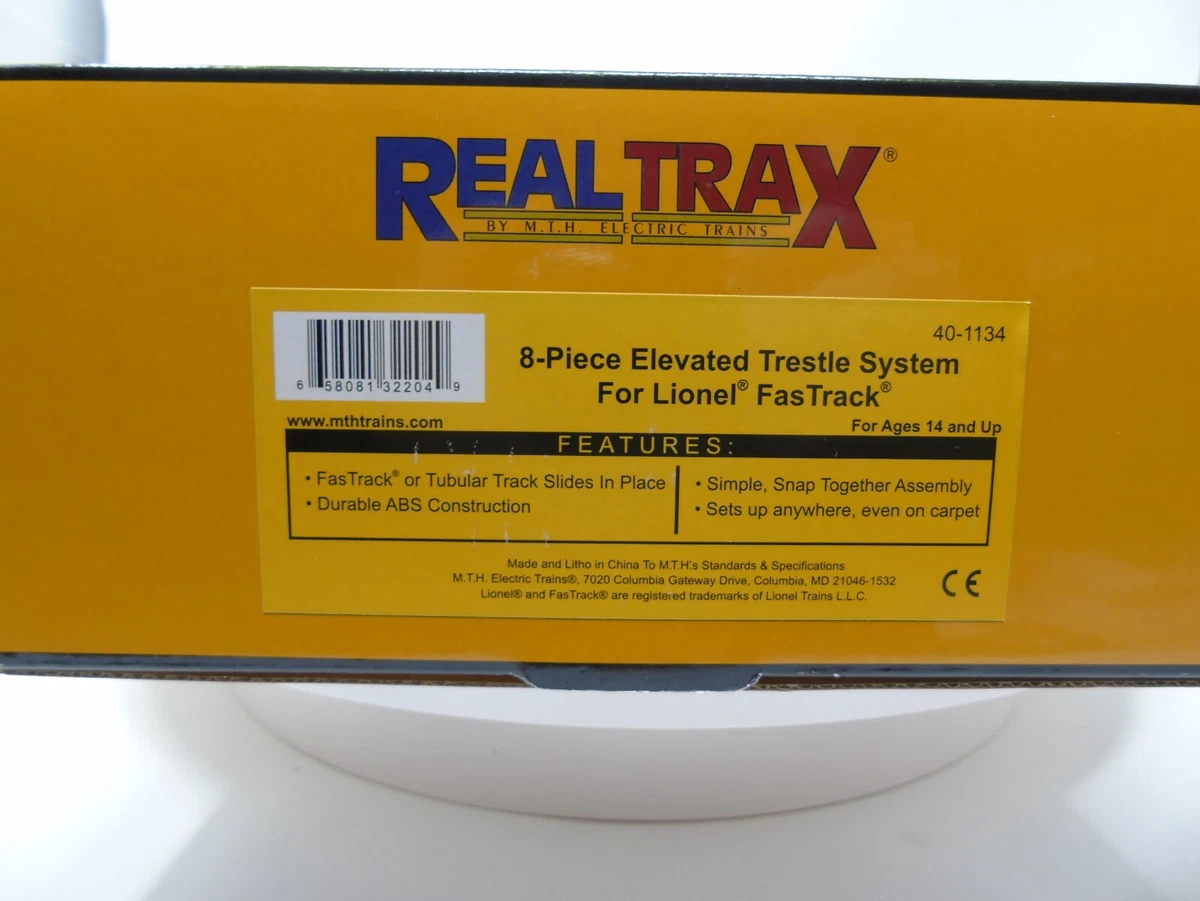 REALTRAX®
BY M.T.H. ELECTRIC TRAINS
40-1134
8-Piece Elevated Trestle System
For Lionel® FasTrack®
6 58081 32204 9
www.mthtrains.com
For Ages 14 and Up
FEATURES:
• FasTrack® or Tubular Track Slides In Place
• Durable ABS Construction
• Simple, Snap Together Assembly
• Sets up anywhere, even on carpet
Made and Litho in China To M.T.H.'s Standards & Specifications
M.T.H. Electric Trains®, 7020 Columbia Gateway Drive, Columbia, MD 21046-1532
Lionel® and FasTrack® are registered trademarks of Lionel Trains L.L.C.
CE